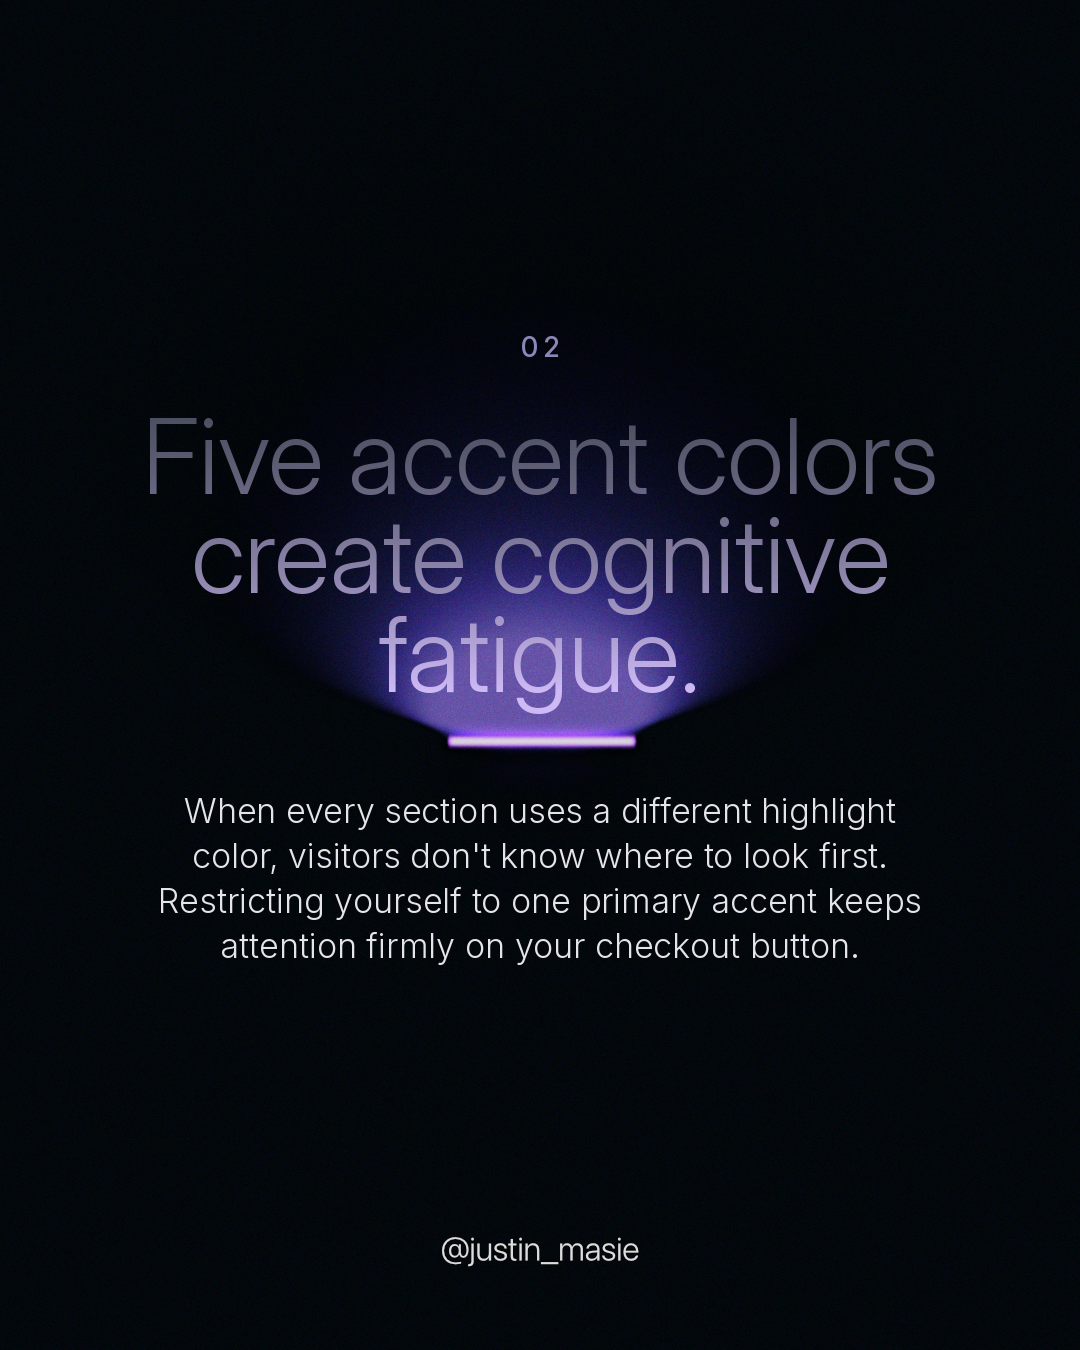 02
Five accent colors
create cognitive
fatigue.
When every section uses a different highlight
color, visitors don't know where to look first.
Restricting yourself to one primary accent keeps
attention firmly on your checkout button.
@justin_masie